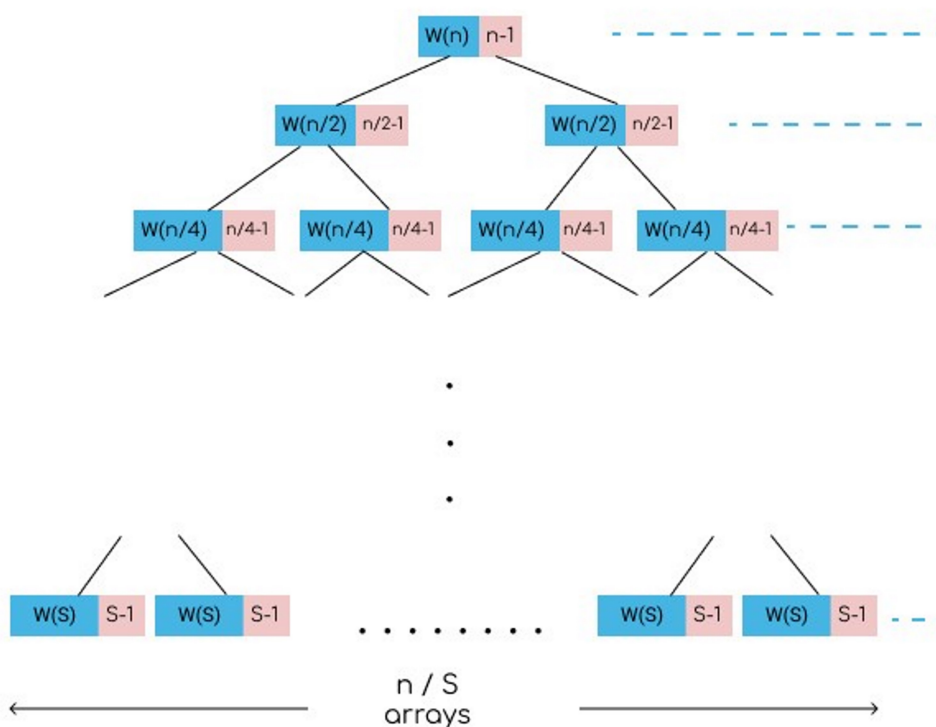 W(n) n-1
W(n/2) n/2-1 W(n/2) n/2-1
W(n/4) n/4-1 W(n/4) n/4-1 W(n/4) n/4-1 W(n/4) n/4-1
W(S) S-1 W(S) S-1 W(S) S-1 W(S) S-1
n / S
arrays